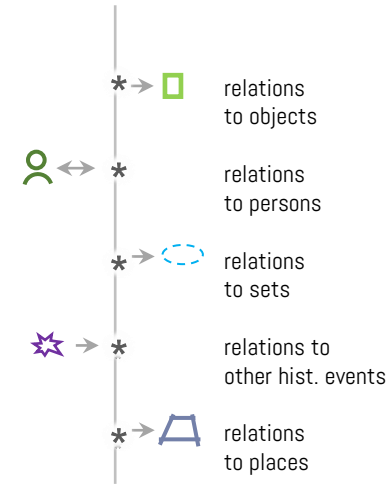 relations
to objects
relations
to persons
relations
to sets
relations to
other hist. events
relations
to places